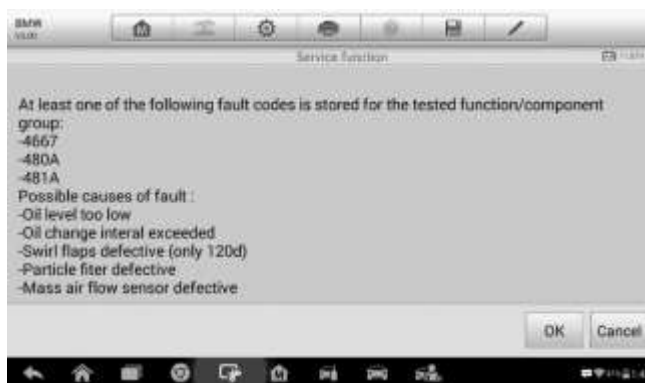 BMW
Service function
At least one of the following fault codes is stored for the tested function/component
group:
-4667
-480A
-481A
Possible causes of fault :
-Oil level too low
-Oil change interal exceeded
-Swirl flaps defective (only 120d)
-Particle fiter defective
-Mass air flow sensor defective
OK Cancel